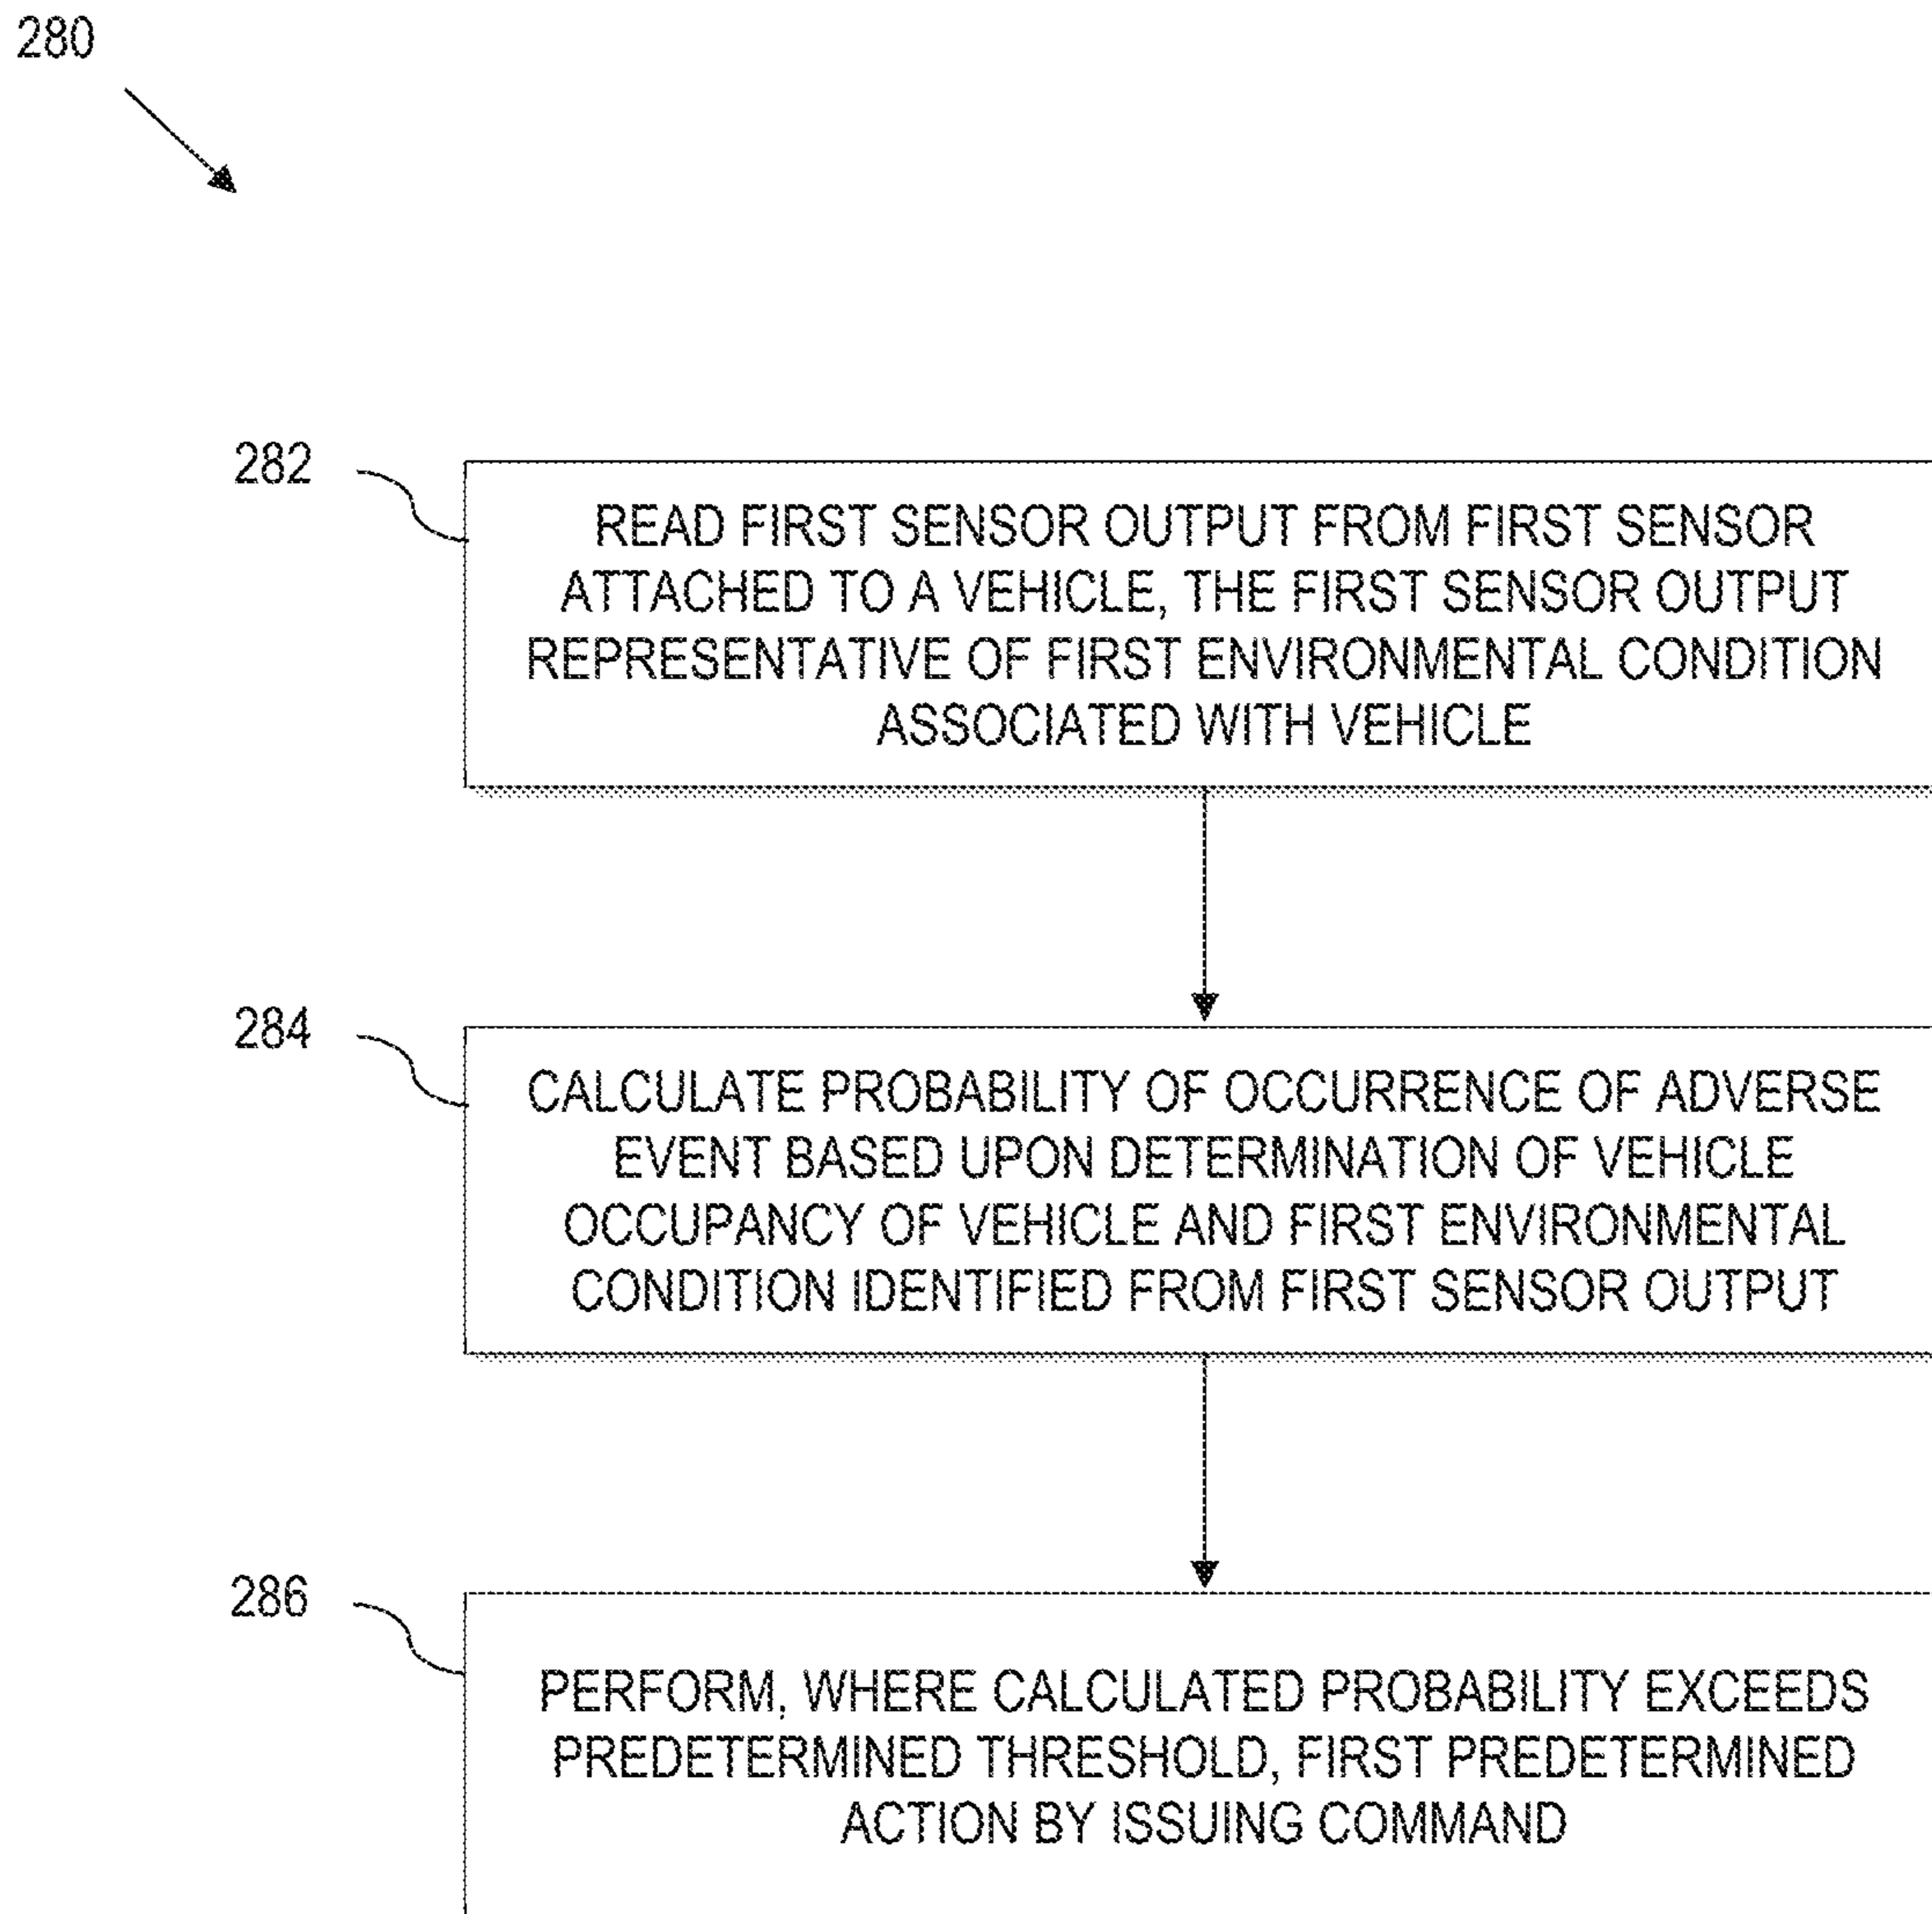 280
282
READ FIRST SENSOR OUTPUT FROM FIRST SENSOR
ATTACHED TO A VEHICLE, THE FIRST SENSOR OUTPUT
REPRESENTATIVE OF FIRST ENVIRONMENTAL CONDITION
ASSOCIATED WITH VEHICLE
284
CALCULATE PROBABILITY OF OCCURRENCE OF ADVERSE
EVENT BASED UPON DETERMINATION OF VEHICLE
OCCUPANCY OF VEHICLE AND FIRST ENVIRONMENTAL
CONDITION IDENTIFIED FROM FIRST SENSOR OUTPUT
286
PERFORM, WHERE CALCULATED PROBABILITY EXCEEDS
PREDETERMINED THRESHOLD, FIRST PREDETERMINED
ACTION BY ISSUING COMMAND